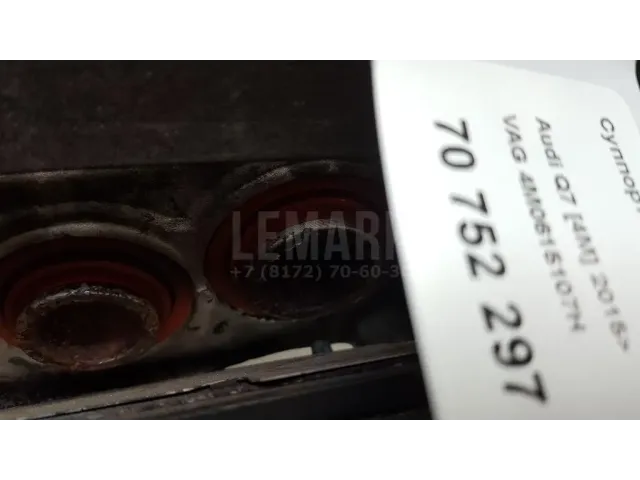 Суппорт
Audi Q7 [4M] 2015>
VAG 4M0615107H
70 752 297
LEMAR
+7 (8172) 70-60-3